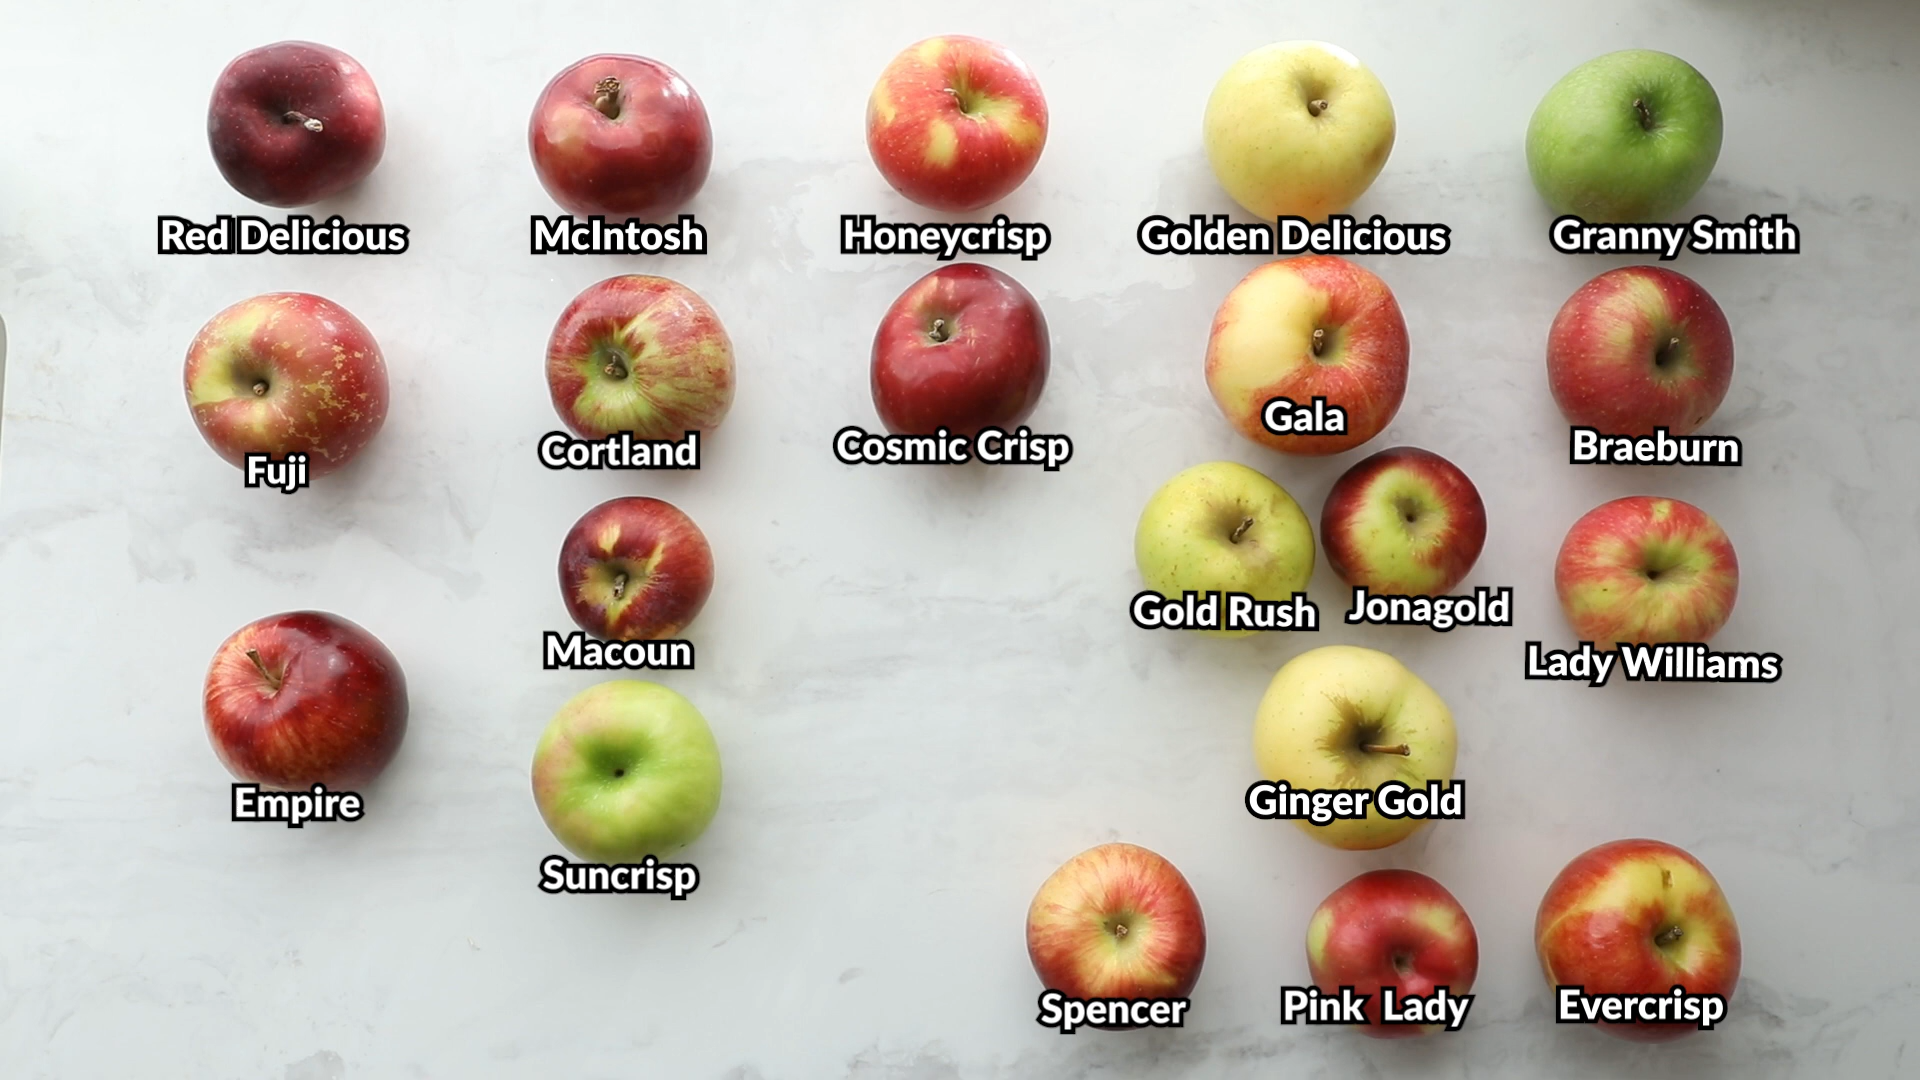 Red Delicious
McIntosh
Honeycrisp
Golden Delicious
Granny Smith
Fuji
Cortland
Cosmic Crisp
Gala
Braeburn
Macoun
Gold Rush
Jonagold
Lady Williams
Empire
Suncrisp
Ginger Gold
Spencer
Pink Lady
Evercrisp